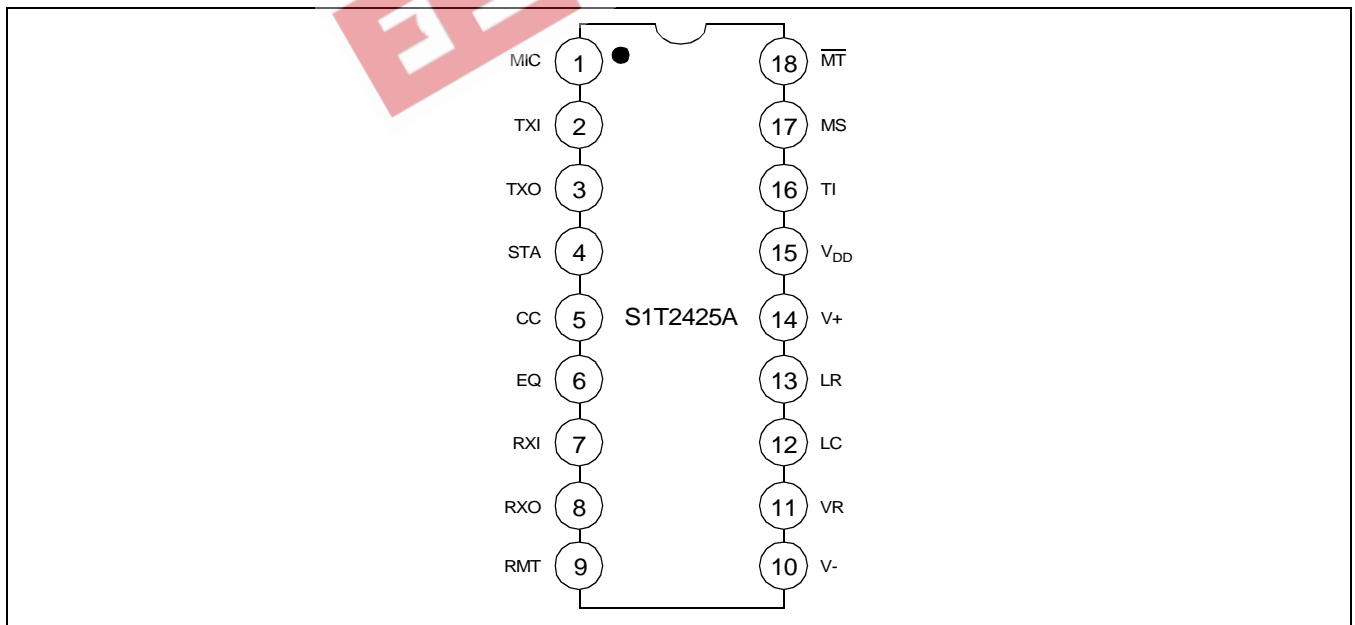 MIC 1 18 M̅T̅
TXI 2 17 MS
TXO 3 16 TI
STA 4 15 VDD
CC 5 S1T2425A 14 V+
EQ 6 13 LR
RXI 7 12 LC
RXO 8 11 VR
RMT 9 10 V-